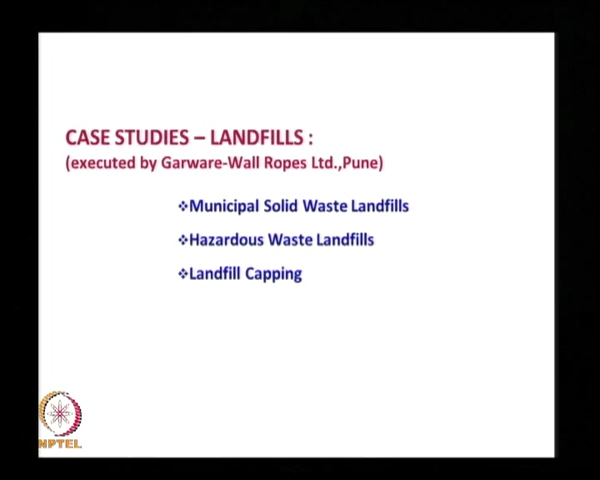 CASE STUDIES – LANDFILLS :
(executed by Garware-Wall Ropes Ltd.,Pune)
❖Municipal Solid Waste Landfills
❖Hazardous Waste Landfills
❖Landfill Capping
NPTEL